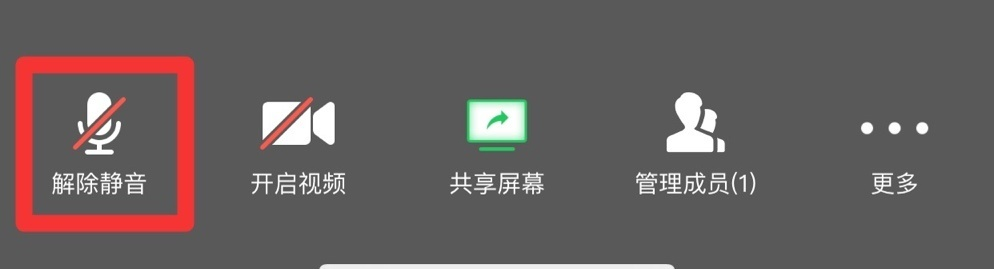 解除静音
开启视频
共享屏幕
管理成员(1)
更多